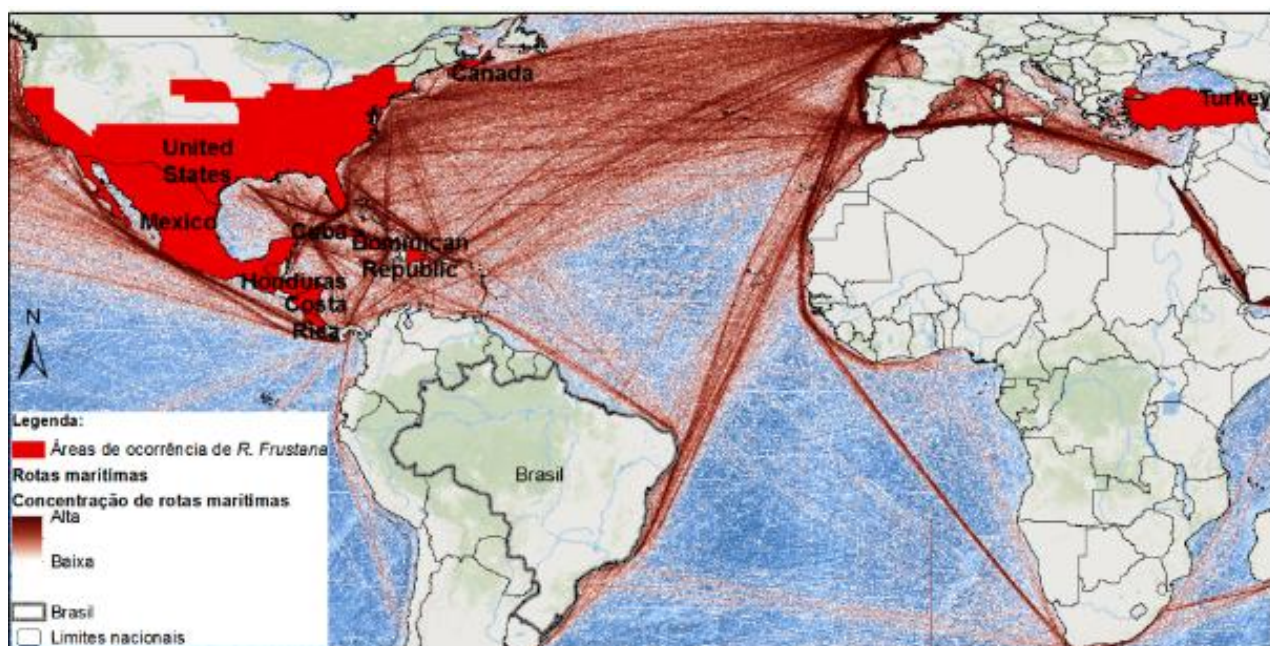 Canada
Turkey
United
States
Mexico
Cuba
Dominican
Republic
Honduras
Costa
Rica
N
Brasil
Legenda:
Áreas de ocorrência de R. Frustana
Rotas marítimas
Concentração de rotas marítimas
Alta
Baixa
Brasil
Limites nacionais